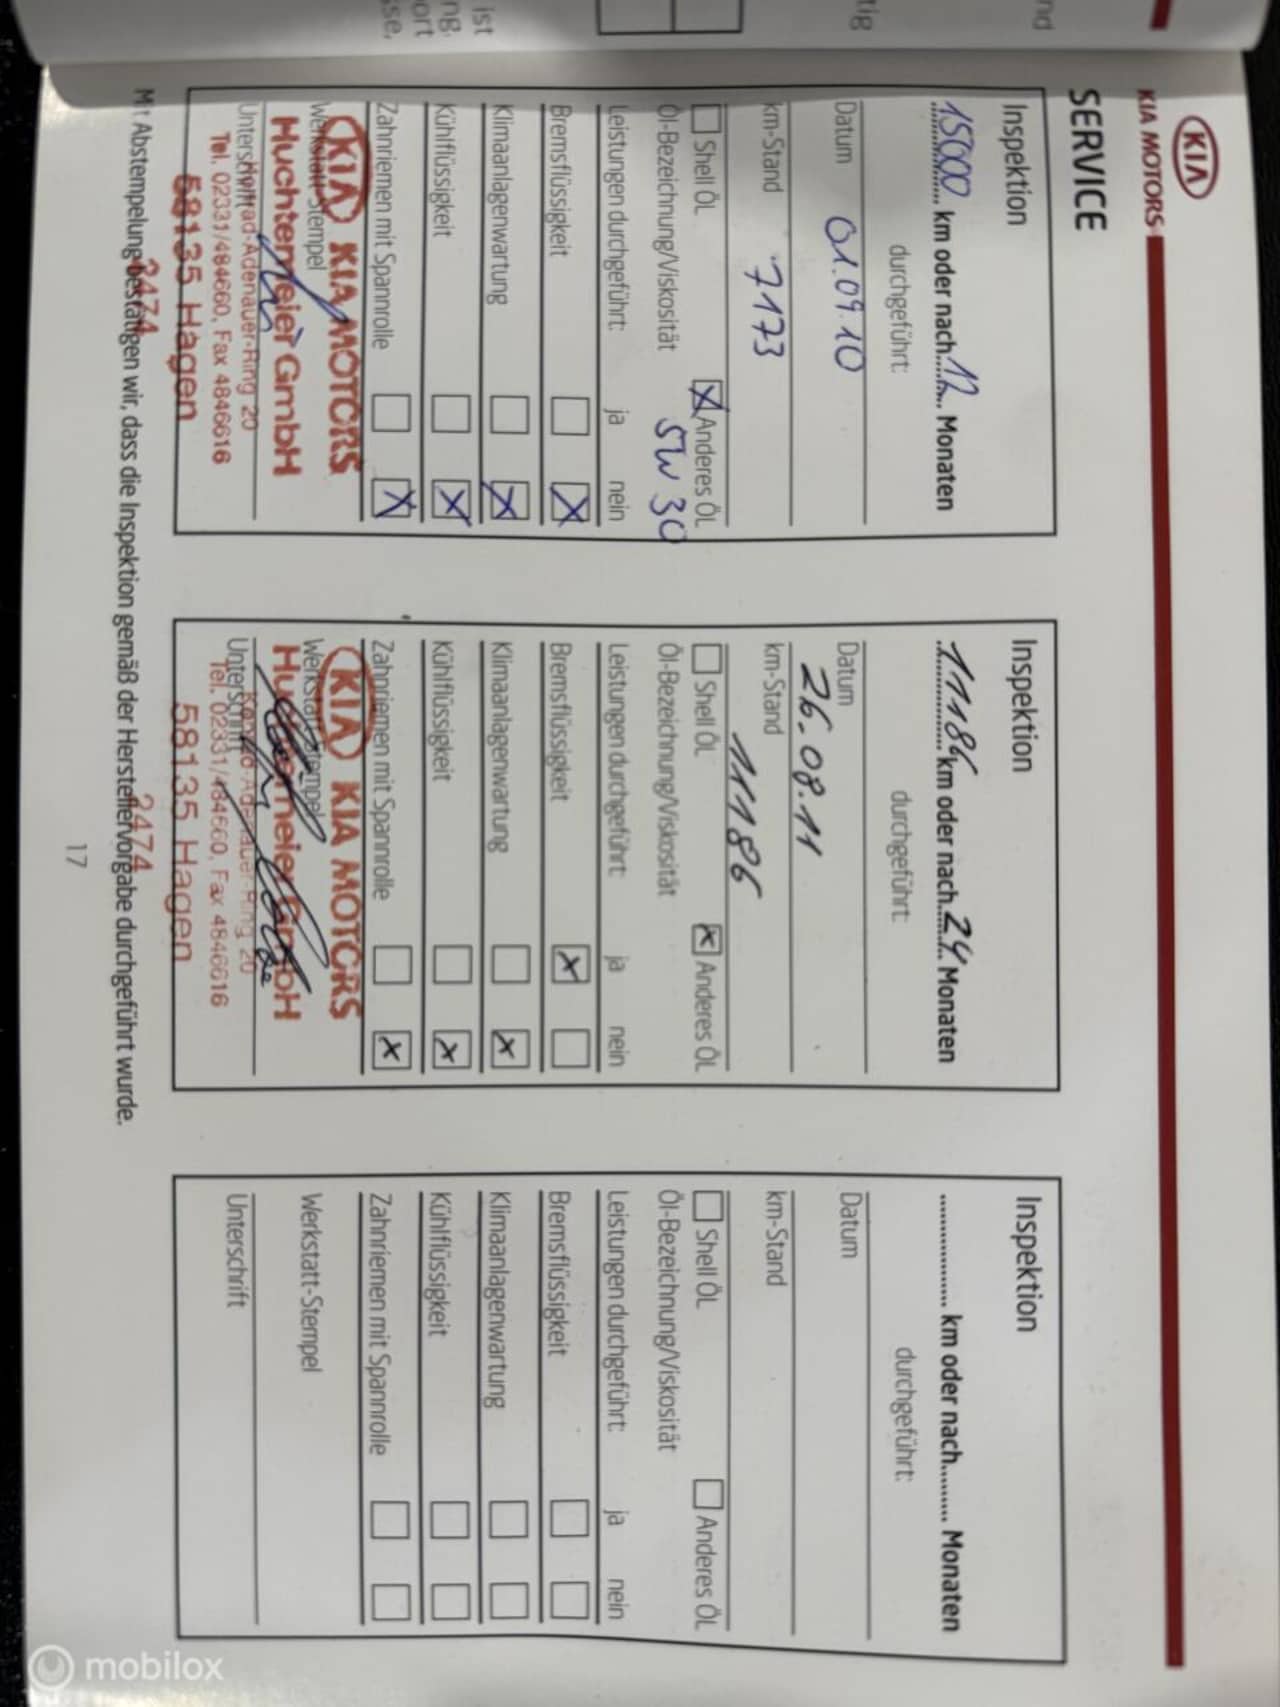 KIA
KIA MOTORS
SERVICE
Inspektion
15000 km oder nach 12 Monaten
durchgeführt:
Datum 01.09.10
km-Stand 7173
Shell ÖL Anderes ÖL
Öl-Bezeichnung/Viskosität 5W30
Leistungen durchgeführt: ja nein
Bremsflüssigkeit
Klimaanlagenwartung
Kühlflüssigkeit
Zahnriemen mit Spannrolle
KIA KIA MOTORS
Werkstatt-Stempel
Huchtemeier GmbH
Konrad-Adenauer-Ring 20
Unterschrift
Tel. 02331/484660, Fax 4846616
58135 Hagen
2474
Inspektion
11186 km oder nach 24 Monaten
durchgeführt:
Datum 26.08.11
km-Stand 11186
Shell ÖL Anderes ÖL
Öl-Bezeichnung/Viskosität
Leistungen durchgeführt: ja nein
Bremsflüssigkeit
Klimaanlagenwartung
Kühlflüssigkeit
Zahnriemen mit Spannrolle
KIA KIA MOTORS
Werkstatt-Stempel
Huchtemeier GmbH
Konrad-Adenauer-Ring 20
Unterschrift
Tel. 02331/484660, Fax 4846616
58135 Hagen
2474
Inspektion
.............. km oder nach......... Monaten
durchgeführt:
Datum
km-Stand
Shell ÖL Anderes ÖL
Öl-Bezeichnung/Viskosität
Leistungen durchgeführt: ja nein
Bremsflüssigkeit
Klimaanlagenwartung
Kühlflüssigkeit
Zahnriemen mit Spannrolle
Werkstatt-Stempel
Unterschrift
Mit Abstempelung bestätigen wir, dass die Inspektion gemäß der Herstellervorgabe durchgeführt wurde.
17
ist
mobilox